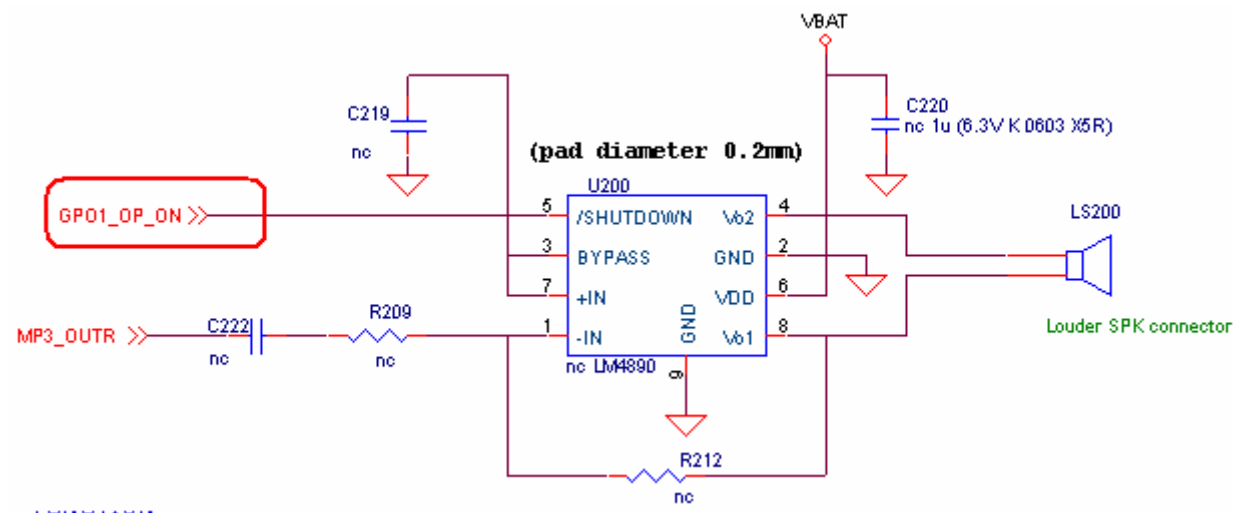 VBAT
C219
nc
C220
nc 1u (6.3V K 0603 X5R)
(pad diameter 0.2mm)
U200
GPO1_OP_ON
5
/SHUTDOWN
Vo2
4
LS200
3
BYPASS
GND
2
7
+IN
VDD
6
MP3_OUTR
C222
nc
R209
nc
1
-IN
GND
Vo1
8
Louder SPK connector
nc LM4890
9
R212
nc